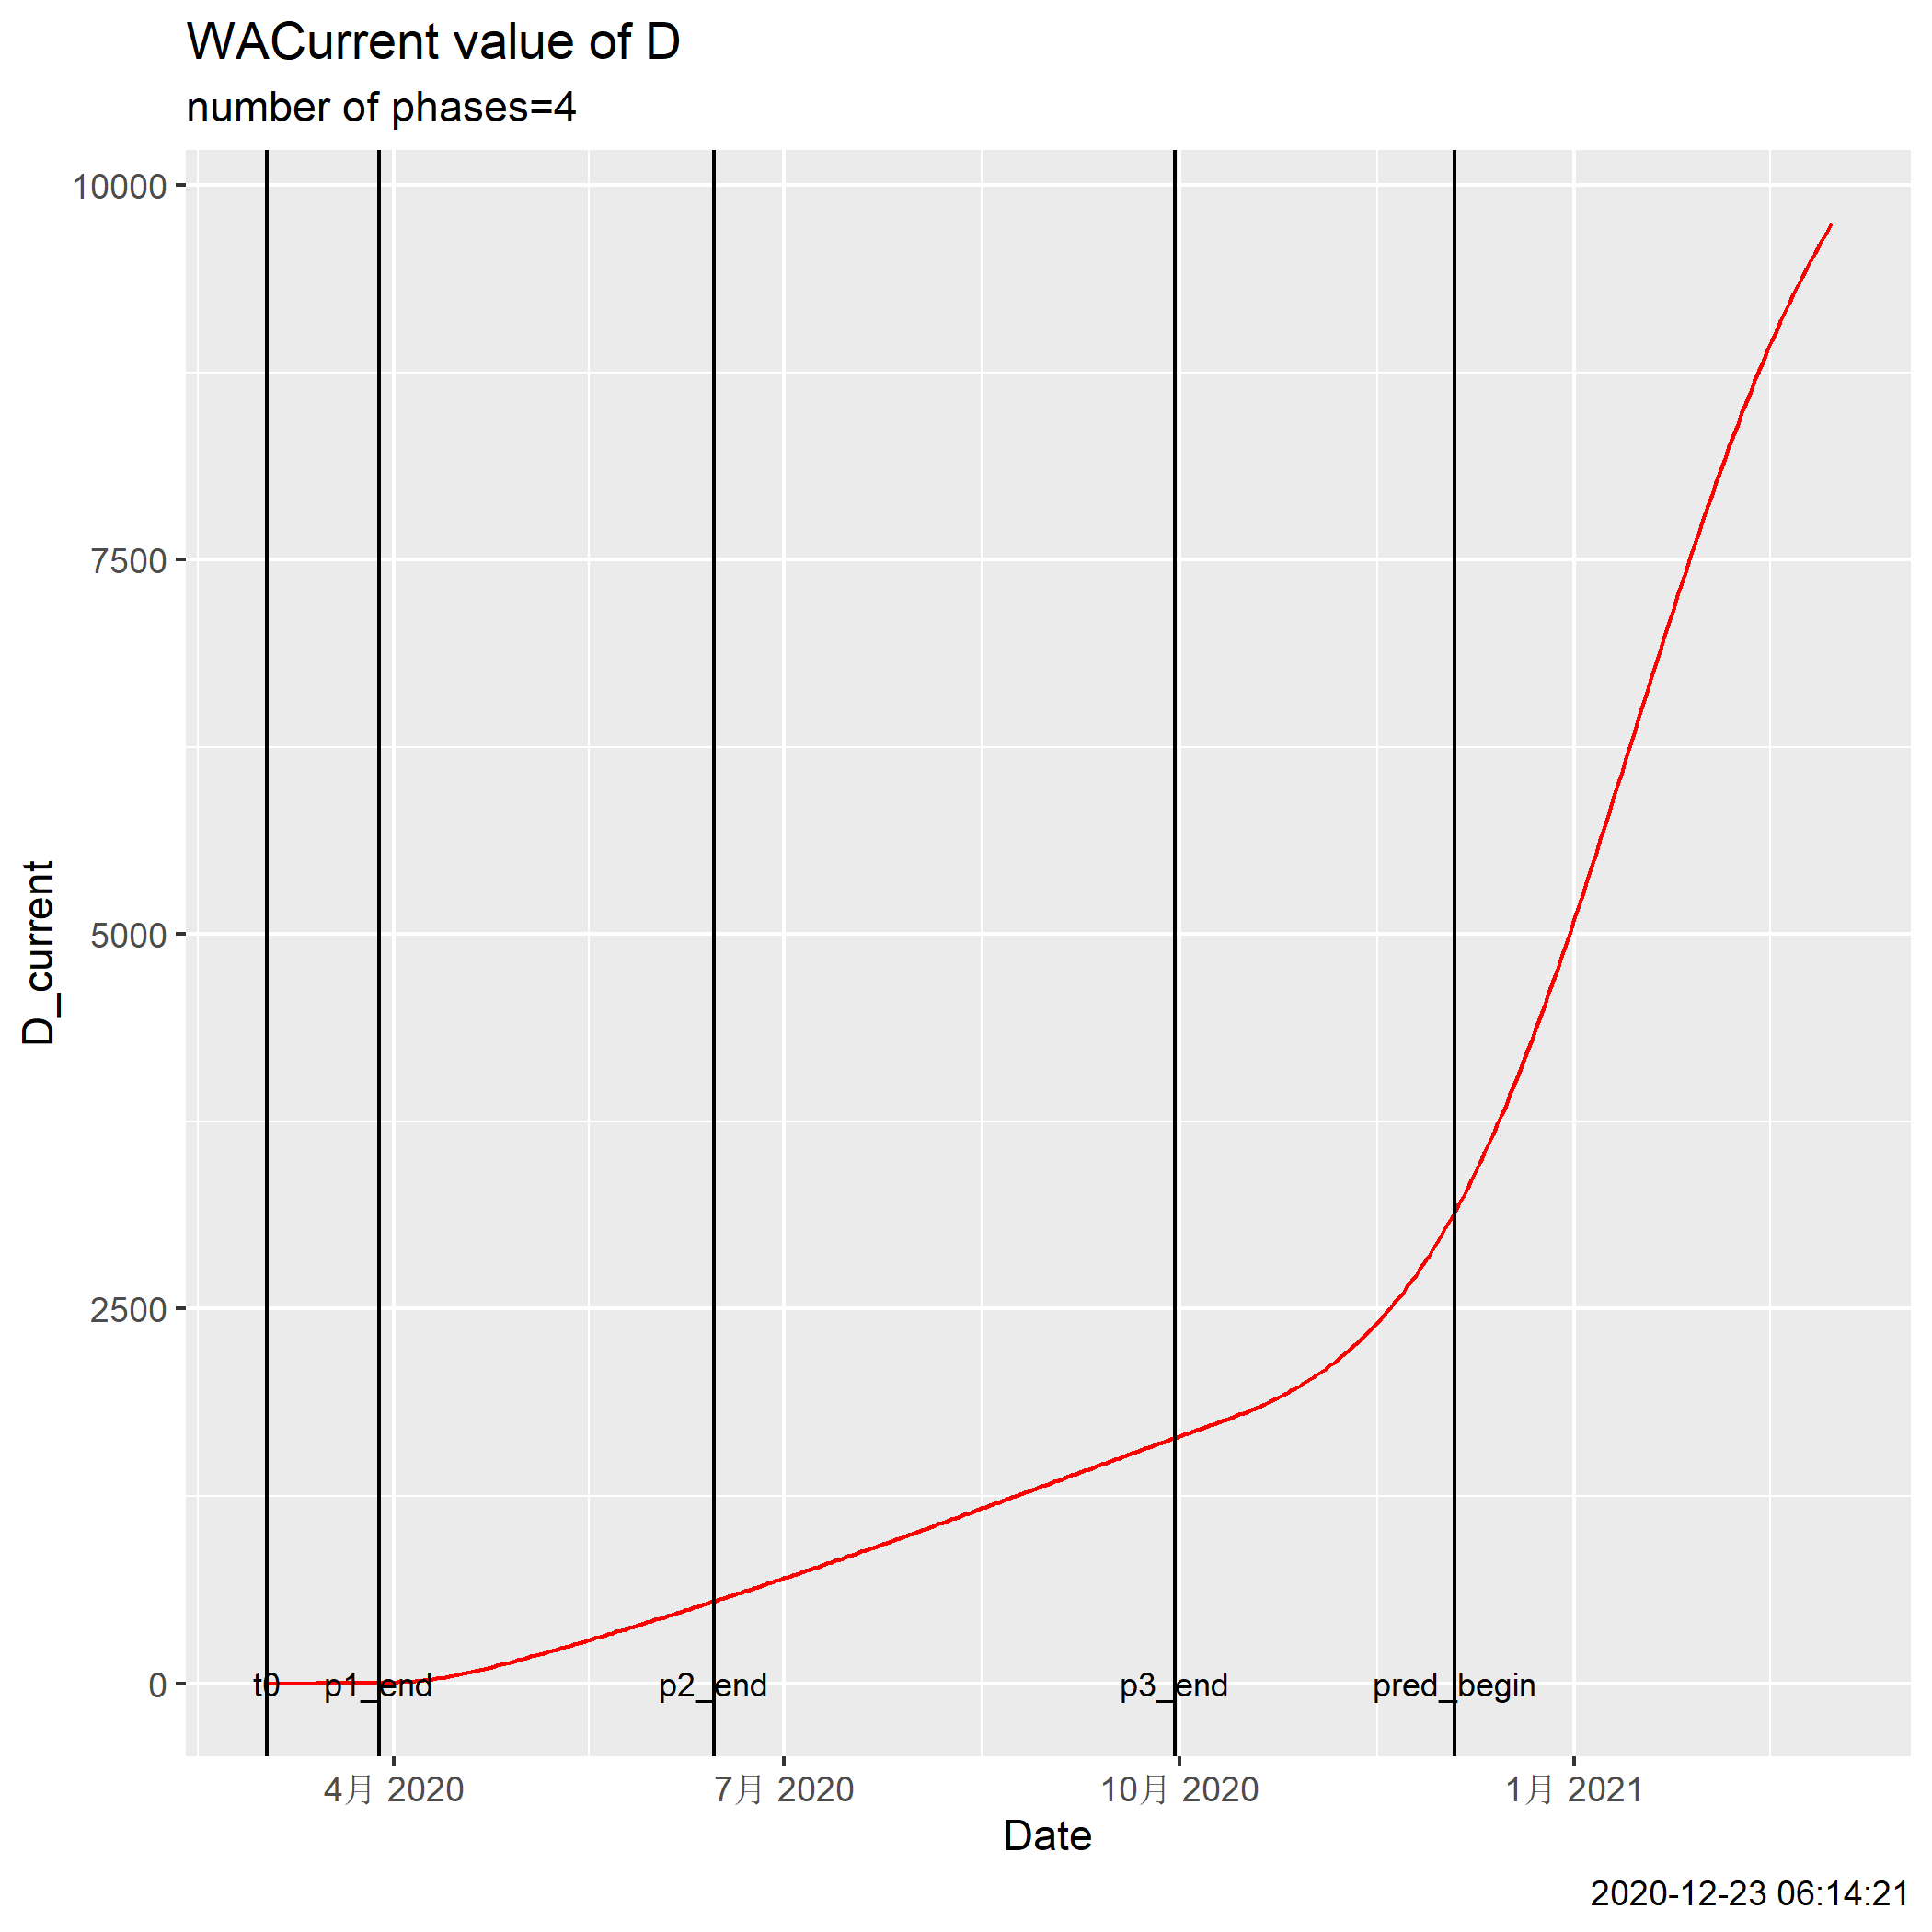 WACurrent value of D
number of phases=4
10000
7500
5000
2500
0
D_current
t0
p1_end
p2_end
p3_end
pred_begin
4月 2020
7月 2020
10月 2020
1月 2021
Date
2020-12-23 06:14:21